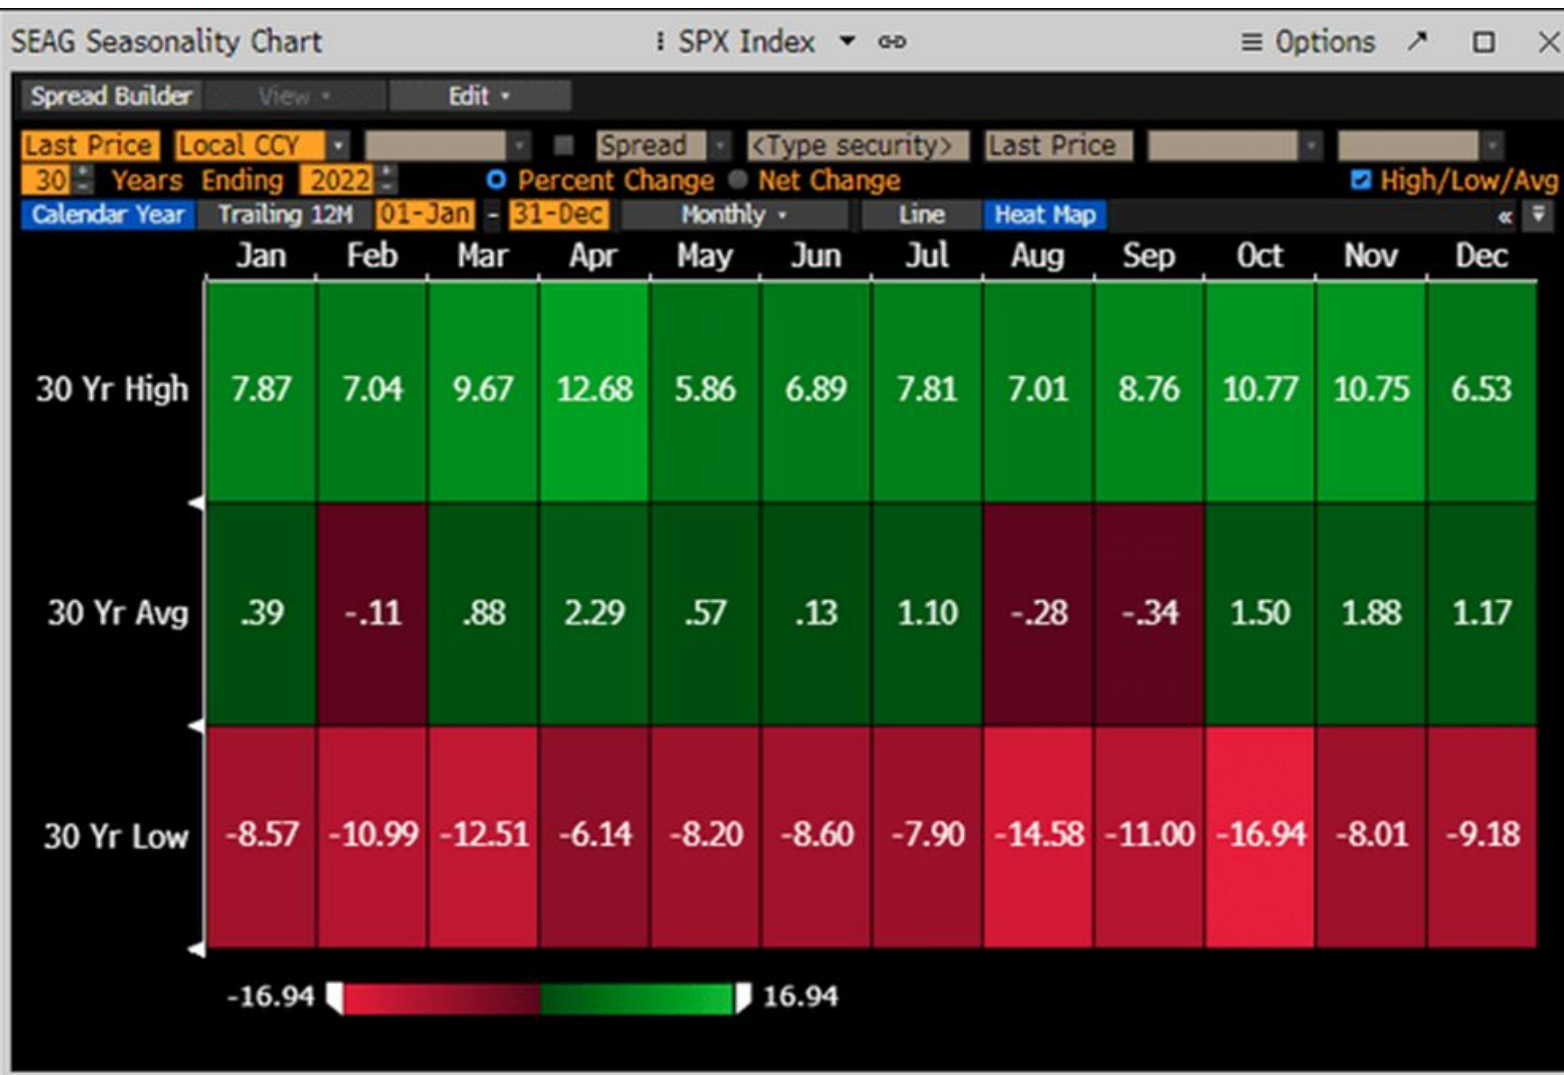 SEAG Seasonality Chart SPX Index Options
Spread Builder View Edit
Last Price Local CCY Spread <Type security> Last Price
30 Years Ending 2022 Percent Change Net Change High/Low/Avg
Calendar Year Trailing 12M 01-Jan - 31-Dec Monthly Line Heat Map «
Jan Feb Mar Apr May Jun Jul Aug Sep Oct Nov Dec
30 Yr High 7.87 7.04 9.67 12.68 5.86 6.89 7.81 7.01 8.76 10.77 10.75 6.53
30 Yr Avg .39 -.11 .88 2.29 .57 .13 1.10 -.28 -.34 1.50 1.88 1.17
30 Yr Low -8.57 -10.99 -12.51 -6.14 -8.20 -8.60 -7.90 -14.58 -11.00 -16.94 -8.01 -9.18
-16.94 16.94